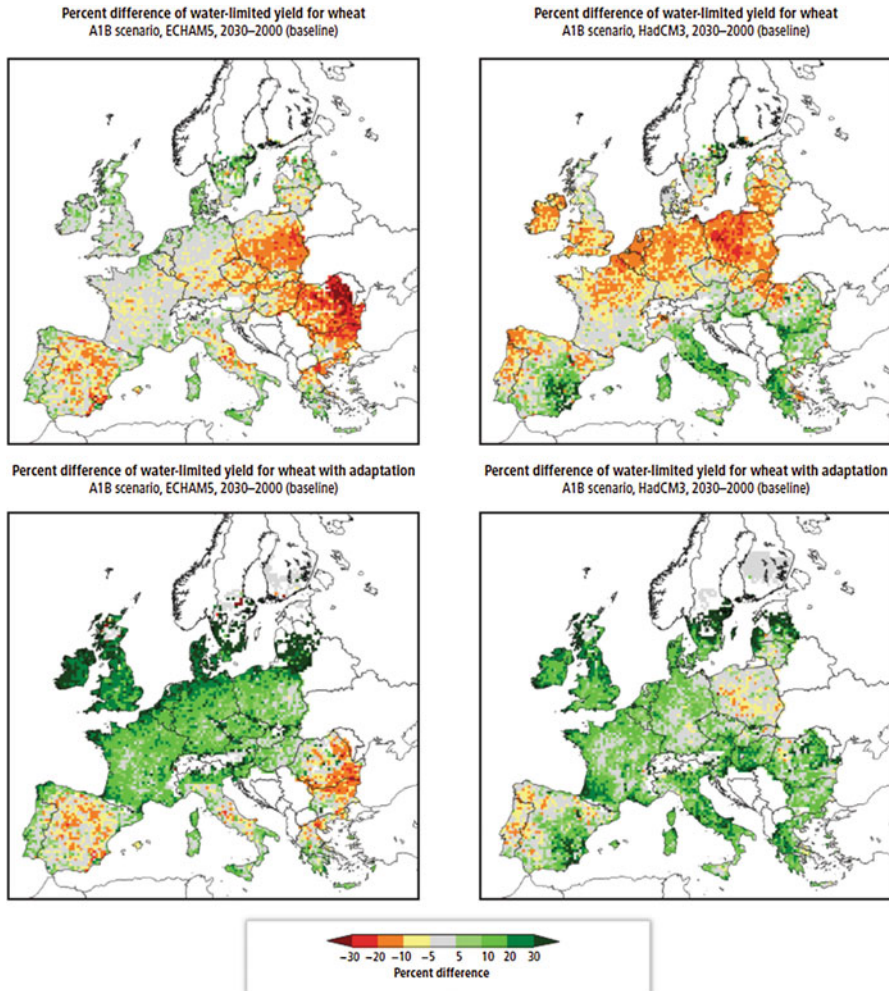 Percent difference of water-limited yield for wheat
A1B scenario, ECHAM5, 2030–2000 (baseline)
Percent difference of water-limited yield for wheat
A1B scenario, HadCM3, 2030–2000 (baseline)
Percent difference of water-limited yield for wheat with adaptation
A1B scenario, ECHAM5, 2030–2000 (baseline)
Percent difference of water-limited yield for wheat with adaptation
A1B scenario, HadCM3, 2030–2000 (baseline)
−30 −20 −10 −5 5 10 20 30
Percent difference